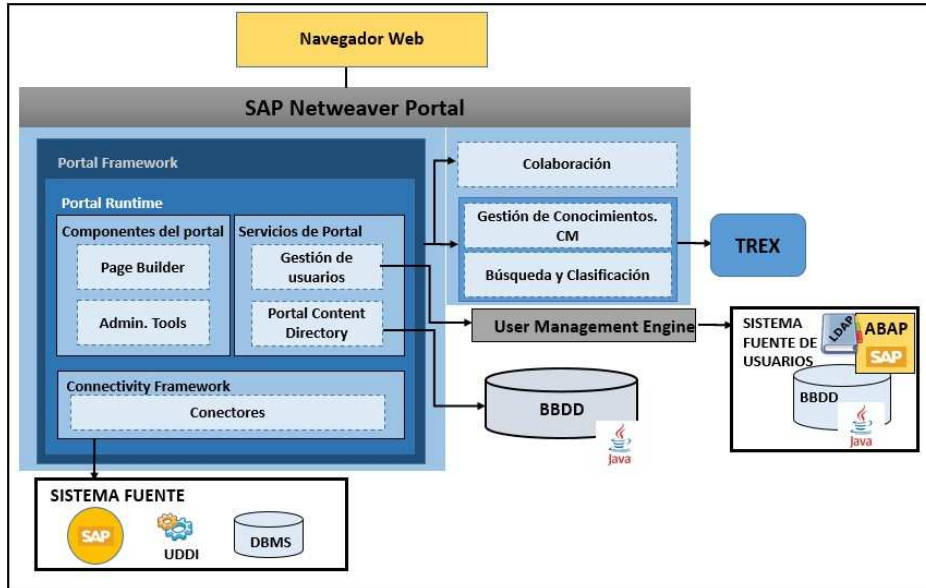 Navegador Web
SAP Netweaver Portal
Portal Framework
Portal Runtime
Componentes del portal
Page Builder
Admin. Tools
Servicios de Portal
Gestión de
usuarios
Portal Content
Directory
Connectivity Framework
Conectores
Colaboración
Gestión de Conocimientos.
CM
Búsqueda y Clasificación
TREX
User Management Engine
BBDD
Java
SISTEMA
FUENTE DE
USUARIOS
LDAP
ABAP
SAP
BBDD
Java
SISTEMA FUENTE
SAP
UDDI
DBMS